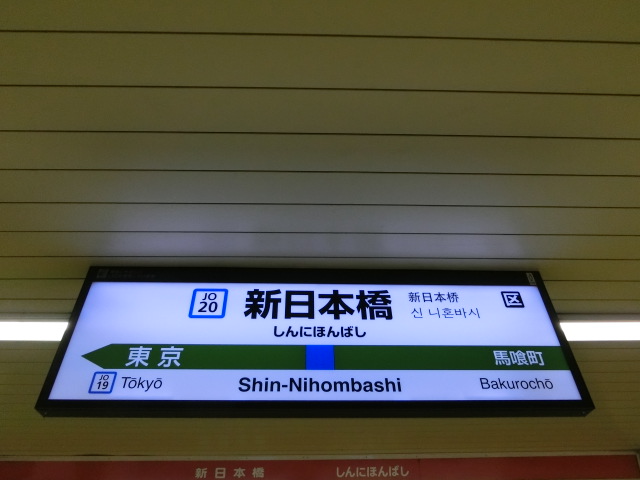 JO
20
新日本橋
新日本桥
신 니혼바시
区
しんにほんばし
東京
馬喰町
JO
19
Tōkyō
Shin-Nihombashi
Bakurochō
新日本橋 しんにほんばし